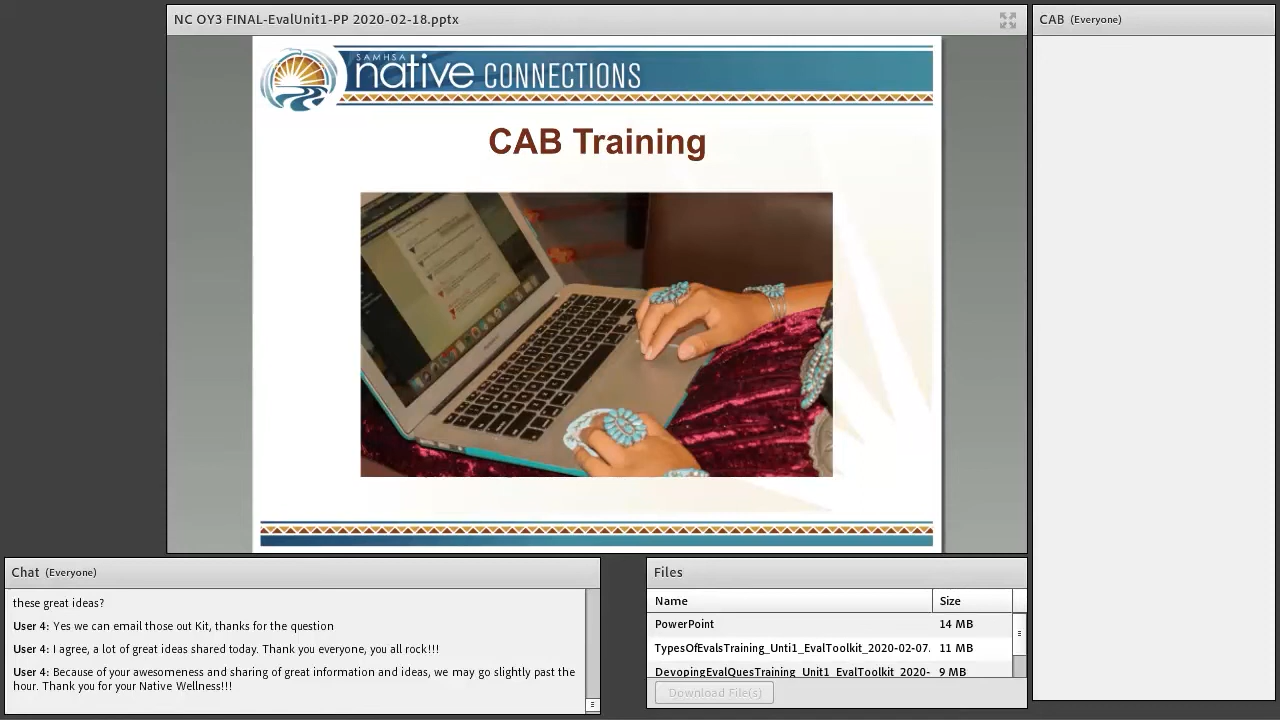 NC OY3 FINAL-EvalUnit1-PP 2020-02-18.pptx
SAMHSA
native CONNECTIONS
CAB Training
CAB (Everyone)
Chat (Everyone)
these great ideas?
User 4: Yes we can email those out Kit, thanks for the question
User 4: I agree, a lot of great ideas shared today. Thank you everyone, you all rock!!!
User 4: Because of your awesomeness and sharing of great information and ideas, we may go slightly past the
hour. Thank you for your Native Wellness!!!
Files
Name Size
PowerPoint 14 MB
TypesOfEvalsTraining_Unti1_EvalToolkit_2020-02-07. 11 MB
DevopingEvalQuesTraining_Unit1_EvalToolkit_2020- 9 MB
Download File(s)